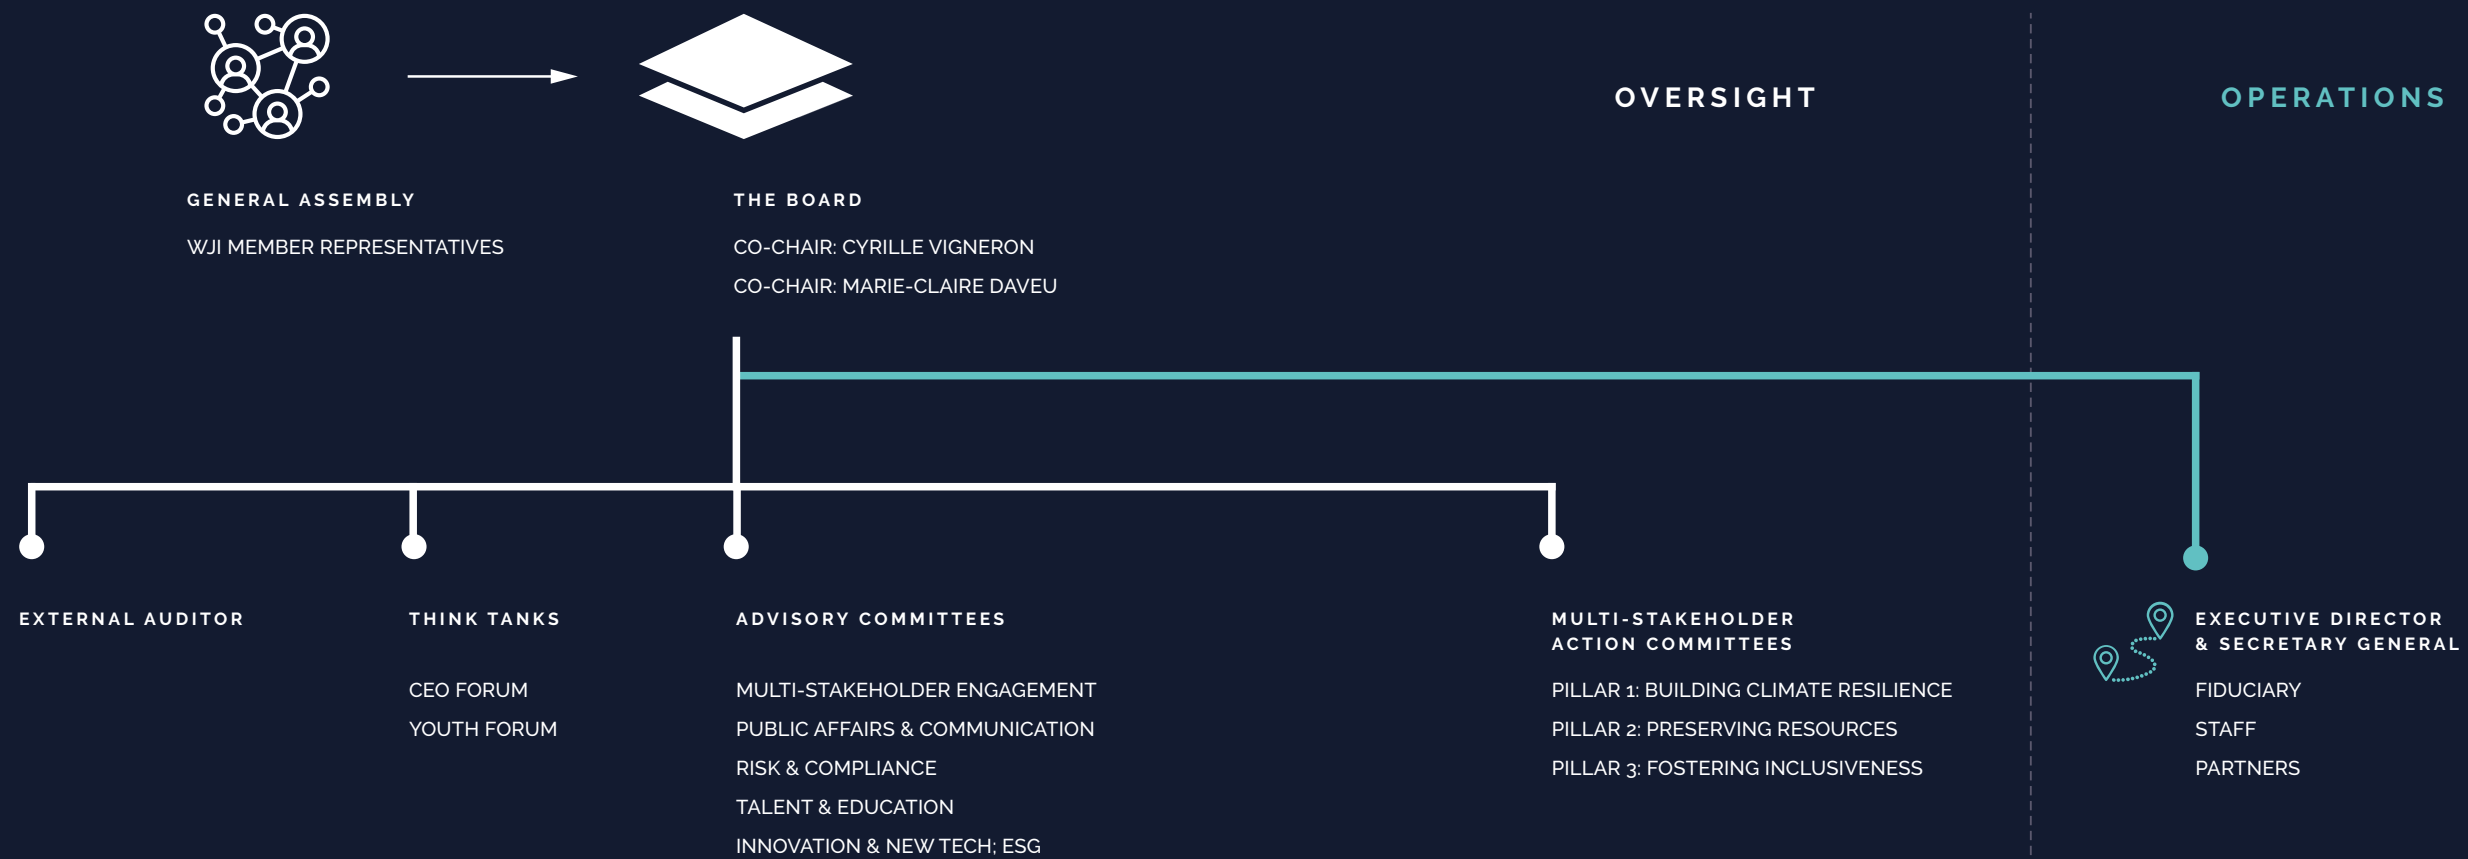 OVERSIGHT
OPERATIONS
GENERAL ASSEMBLY
WJI MEMBER REPRESENTATIVES
THE BOARD
CO-CHAIR: CYRILLE VIGNERON
CO-CHAIR: MARIE-CLAIRE DAVEU
EXTERNAL AUDITOR
THINK TANKS
CEO FORUM
YOUTH FORUM
ADVISORY COMMITTEES
MULTI-STAKEHOLDER ENGAGEMENT
PUBLIC AFFAIRS & COMMUNICATION
RISK & COMPLIANCE
TALENT & EDUCATION
INNOVATION & NEW TECH; ESG
MULTI-STAKEHOLDER
ACTION COMMITTEES
PILLAR 1: BUILDING CLIMATE RESILIENCE
PILLAR 2: PRESERVING RESOURCES
PILLAR 3: FOSTERING INCLUSIVENESS
EXECUTIVE DIRECTOR
& SECRETARY GENERAL
FIDUCIARY
STAFF
PARTNERS